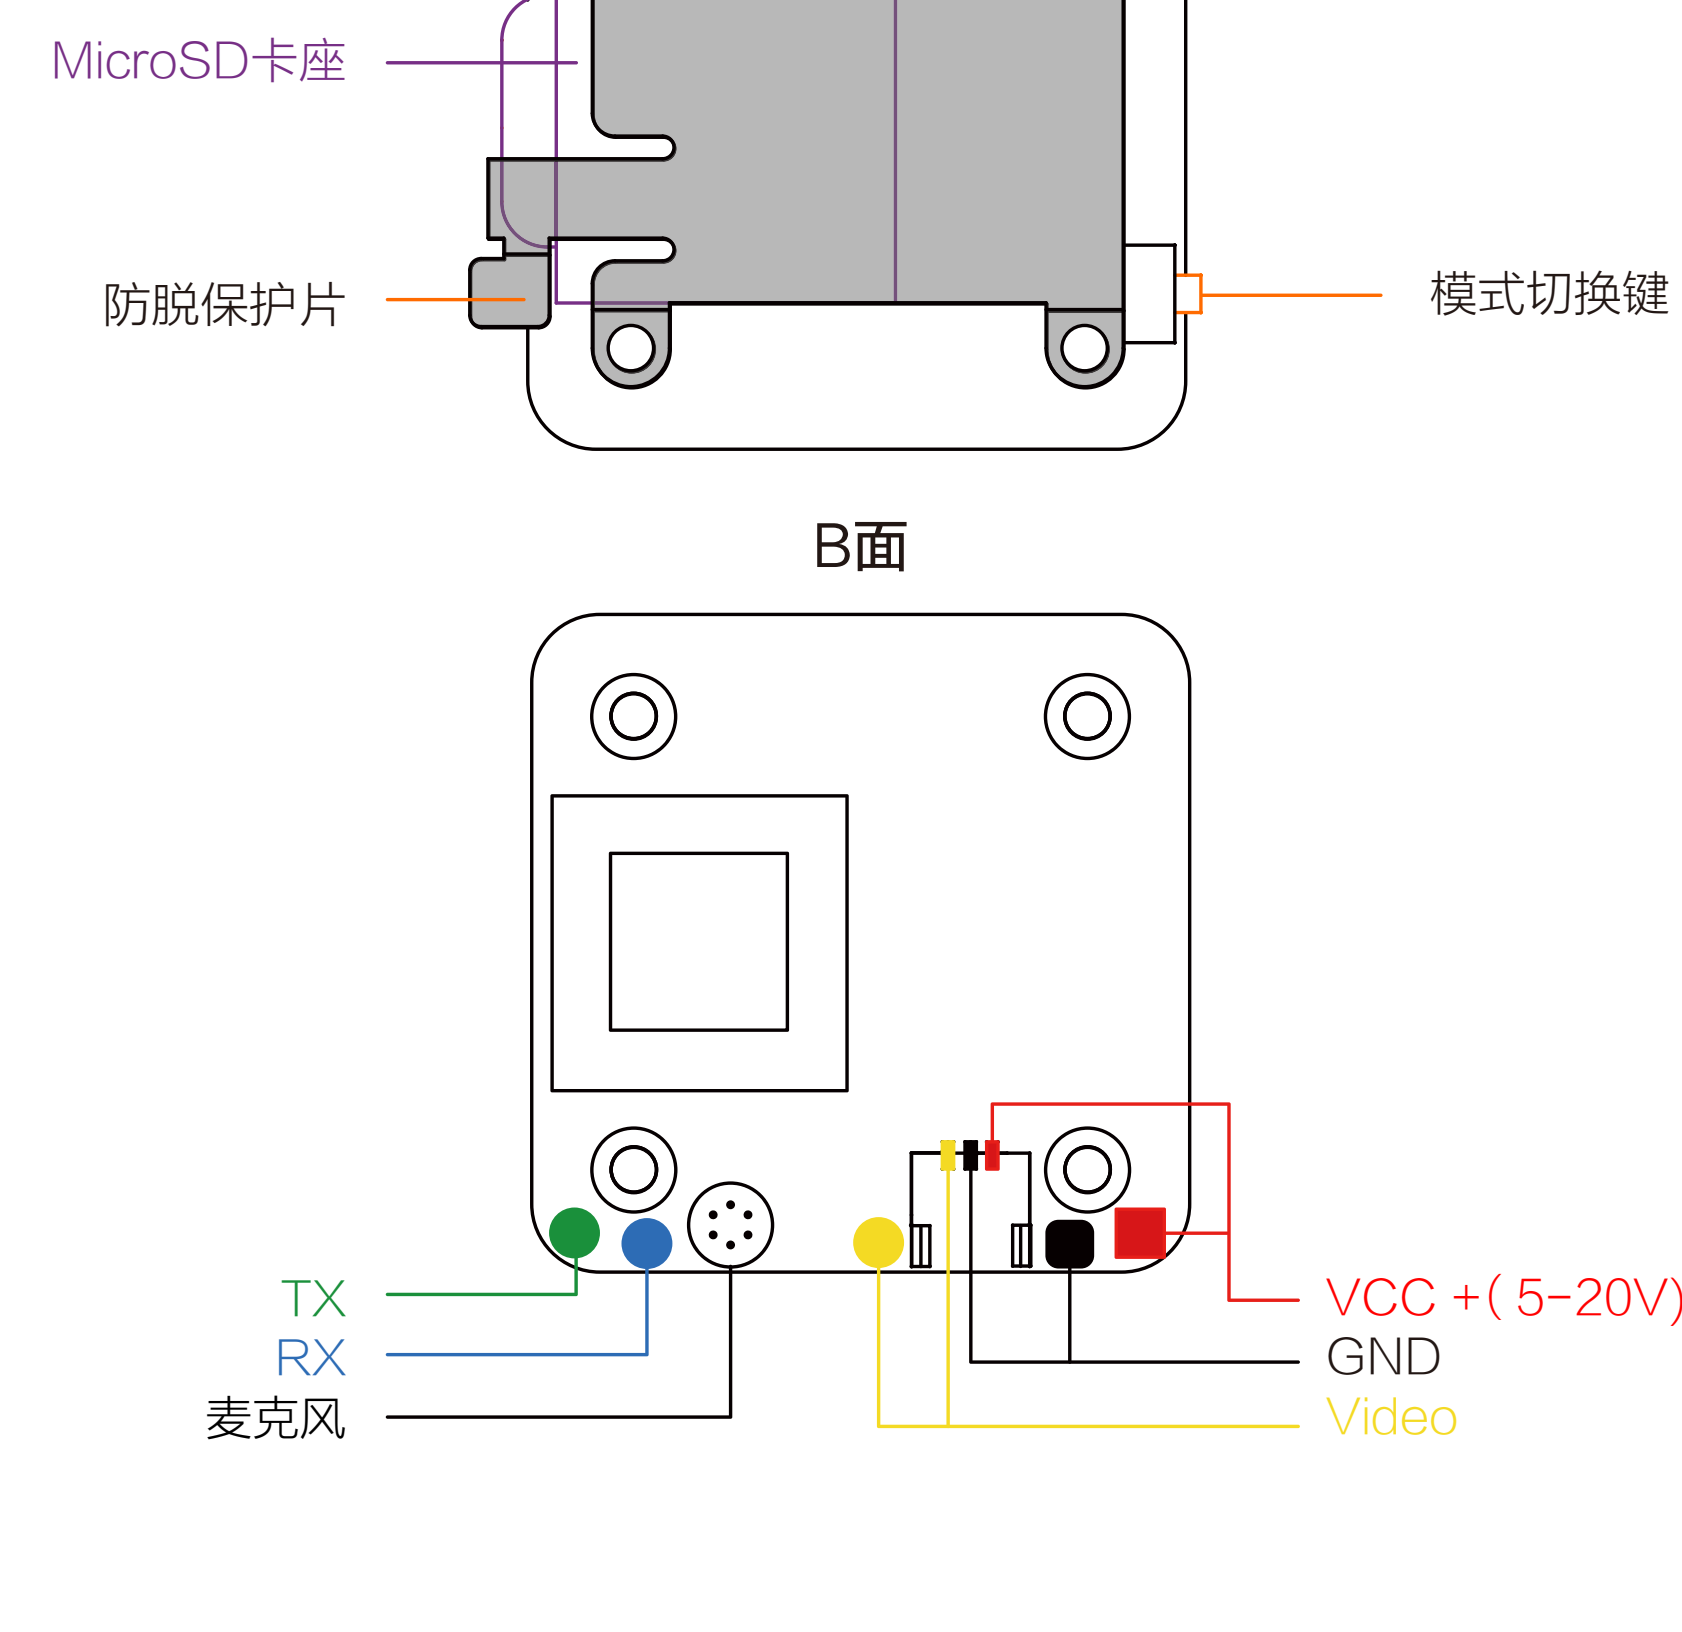 MicroSD卡座
防脱保护片
模式切换键
B面
TX
RX
麦克风
VCC +( 5-20V)
GND
Video